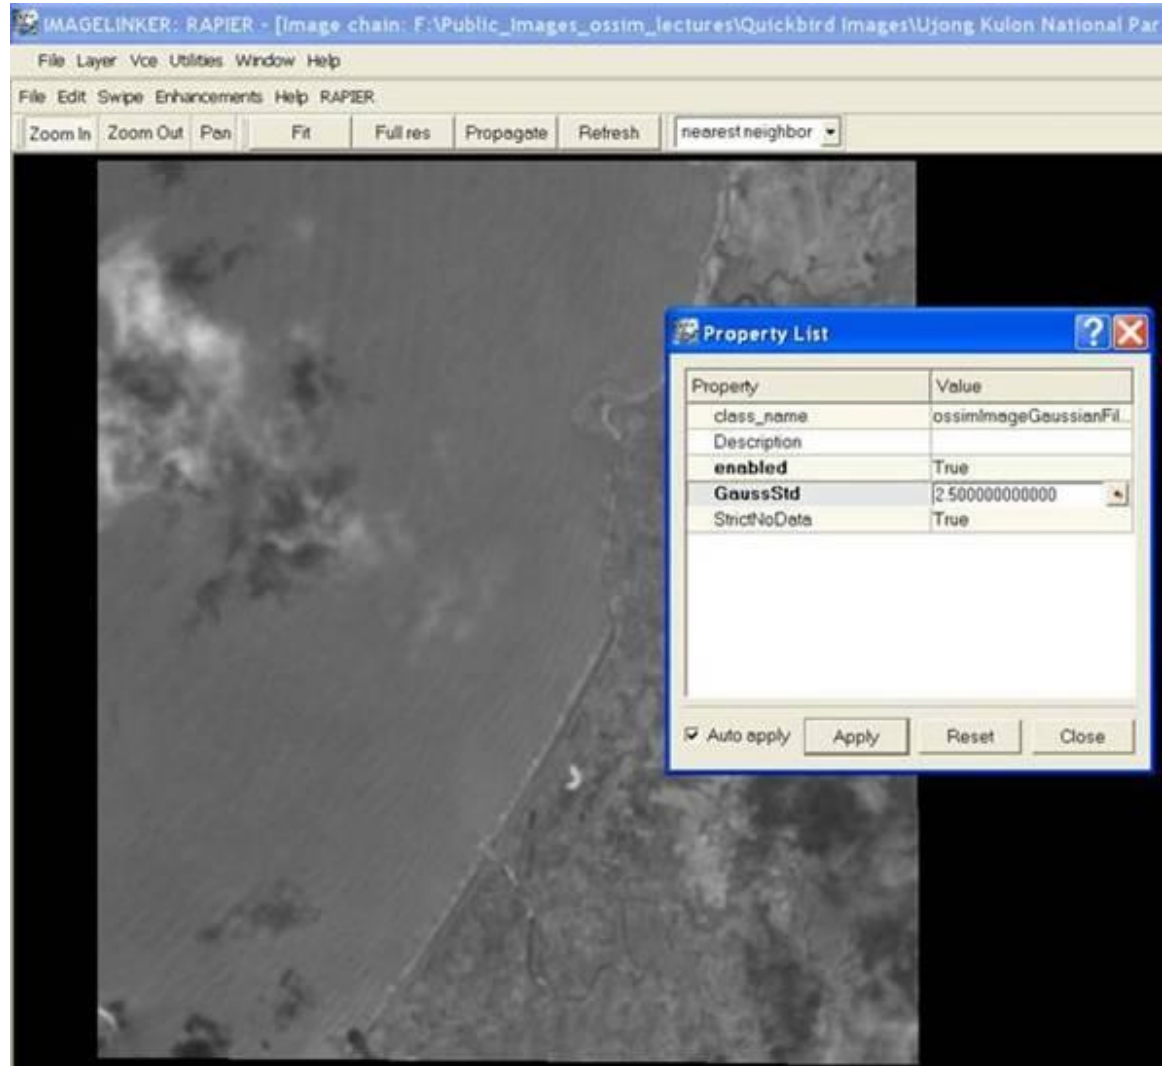 IMAGELINKER: RAPIER - [Image chain: F:\Public_Images_ossim_lectures\Quickbird Images\Ujong Kulon National Par
File Layer Vce Utilities Window Help
File Edit Swipe Enhancements Help RAPIER
Zoom In Zoom Out Pan Fit Full res Propagate Refresh nearest neighbor
Property List
Property Value
class_name ossimImageGaussianFil...
Description
enabled True
GaussStd 2.500000000000
StrictNoData True
Auto apply Apply Reset Close